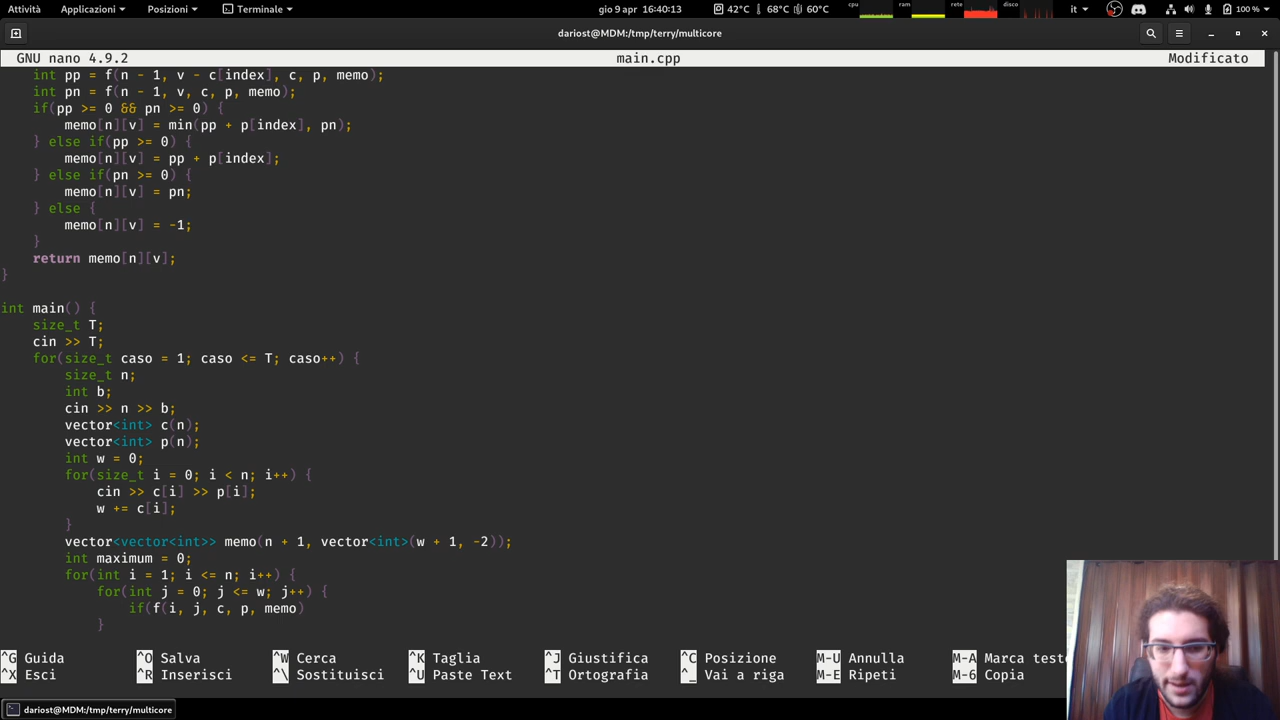 Attività Applicazioni Posizioni Terminale gio 9 apr 16:40:13 42°C 68°C 60°C cpu ram rete disco it 100 %
dariost@MDM:/tmp/terry/multicore
GNU nano 4.9.2 main.cpp Modificato
int pp = f(n - 1, v - c[index], c, p, memo);
int pn = f(n - 1, v, c, p, memo);
if(pp >= 0 && pn >= 0) {
memo[n][v] = min(pp + p[index], pn);
} else if(pp >= 0) {
memo[n][v] = pp + p[index];
} else if(pn >= 0) {
memo[n][v] = pn;
} else {
memo[n][v] = -1;
}
return memo[n][v];
}
int main() {
size_t T;
cin >> T;
for(size_t caso = 1; caso <= T; caso++) {
size_t n;
int b;
cin >> n >> b;
vector<int> c(n);
vector<int> p(n);
int w = 0;
for(size_t i = 0; i < n; i++) {
cin >> c[i] >> p[i];
w += c[i];
}
vector<vector<int>> memo(n + 1, vector<int>(w + 1, -2));
int maximum = 0;
for(int i = 1; i <= n; i++) {
for(int j = 0; j <= w; j++) {
if(f(i, j, c, p, memo)
}
^G Guida ^O Salva ^W Cerca ^K Taglia ^J Giustifica ^C Posizione M-U Annulla M-A Marca testo
^X Esci ^R Inserisci ^\ Sostituisci ^U Paste Text ^T Ortografia ^_ Vai a riga M-E Ripeti M-6 Copia
dariost@MDM:/tmp/terry/multicore